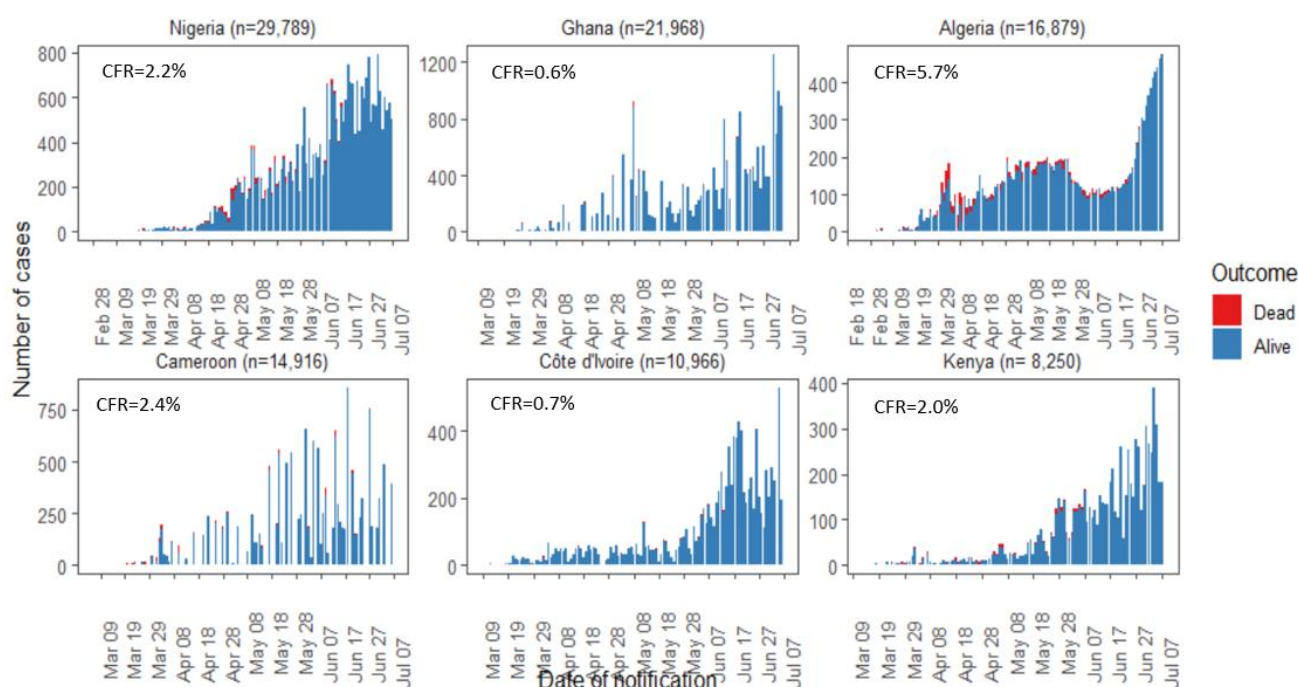 Number of cases
Nigeria (n=29,789)
CFR=2.2%
800
600
400
200
0
Feb 28
Mar 09
Mar 19
Mar 29
Apr 08
Apr 18
Apr 28
May 08
May 18
May 28
Jun 07
Jun 17
Jun 27
Jul 07
Ghana (n=21,968)
CFR=0.6%
1200
800
400
0
Mar 09
Mar 19
Mar 29
Apr 08
Apr 18
Apr 28
May 08
May 18
May 28
Jun 07
Jun 17
Jun 27
Jul 07
Algeria (n=16,879)
CFR=5.7%
400
300
200
100
0
Feb 18
Feb 28
Mar 09
Mar 19
Mar 29
Apr 08
Apr 18
Apr 28
May 08
May 18
May 28
Jun 07
Jun 17
Jun 27
Jul 07
Outcome
Dead
Alive
Cameroon (n=14,916)
CFR=2.4%
750
500
250
0
Mar 09
Mar 19
Mar 29
Apr 08
Apr 18
Apr 28
May 08
May 18
May 28
Jun 07
Jun 17
Jun 27
Jul 07
Côte d'Ivoire (n=10,966)
CFR=0.7%
400
200
0
Mar 09
Mar 19
Mar 29
Apr 08
Apr 18
Apr 28
May 08
May 18
May 28
Jun 07
Jun 17
Jun 27
Jul 07
Kenya (n= 8,250)
CFR=2.0%
400
300
200
100
0
Mar 09
Mar 19
Mar 29
Apr 08
Apr 18
Apr 28
May 08
May 18
May 28
Jun 07
Jun 17
Jun 27
Jul 07
Date of notification